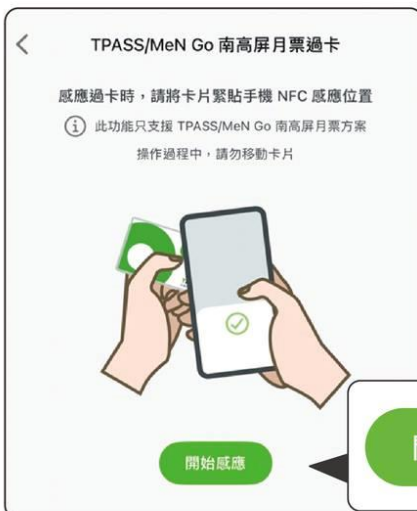 TPASS/MeN Go 南高屏月票過卡
感應過卡時，請將卡片緊貼手機 NFC 感應位置
此功能只支援 TPASS/MeN Go 南高屏月票方案
操作過程中，請勿移動卡片
開始感應